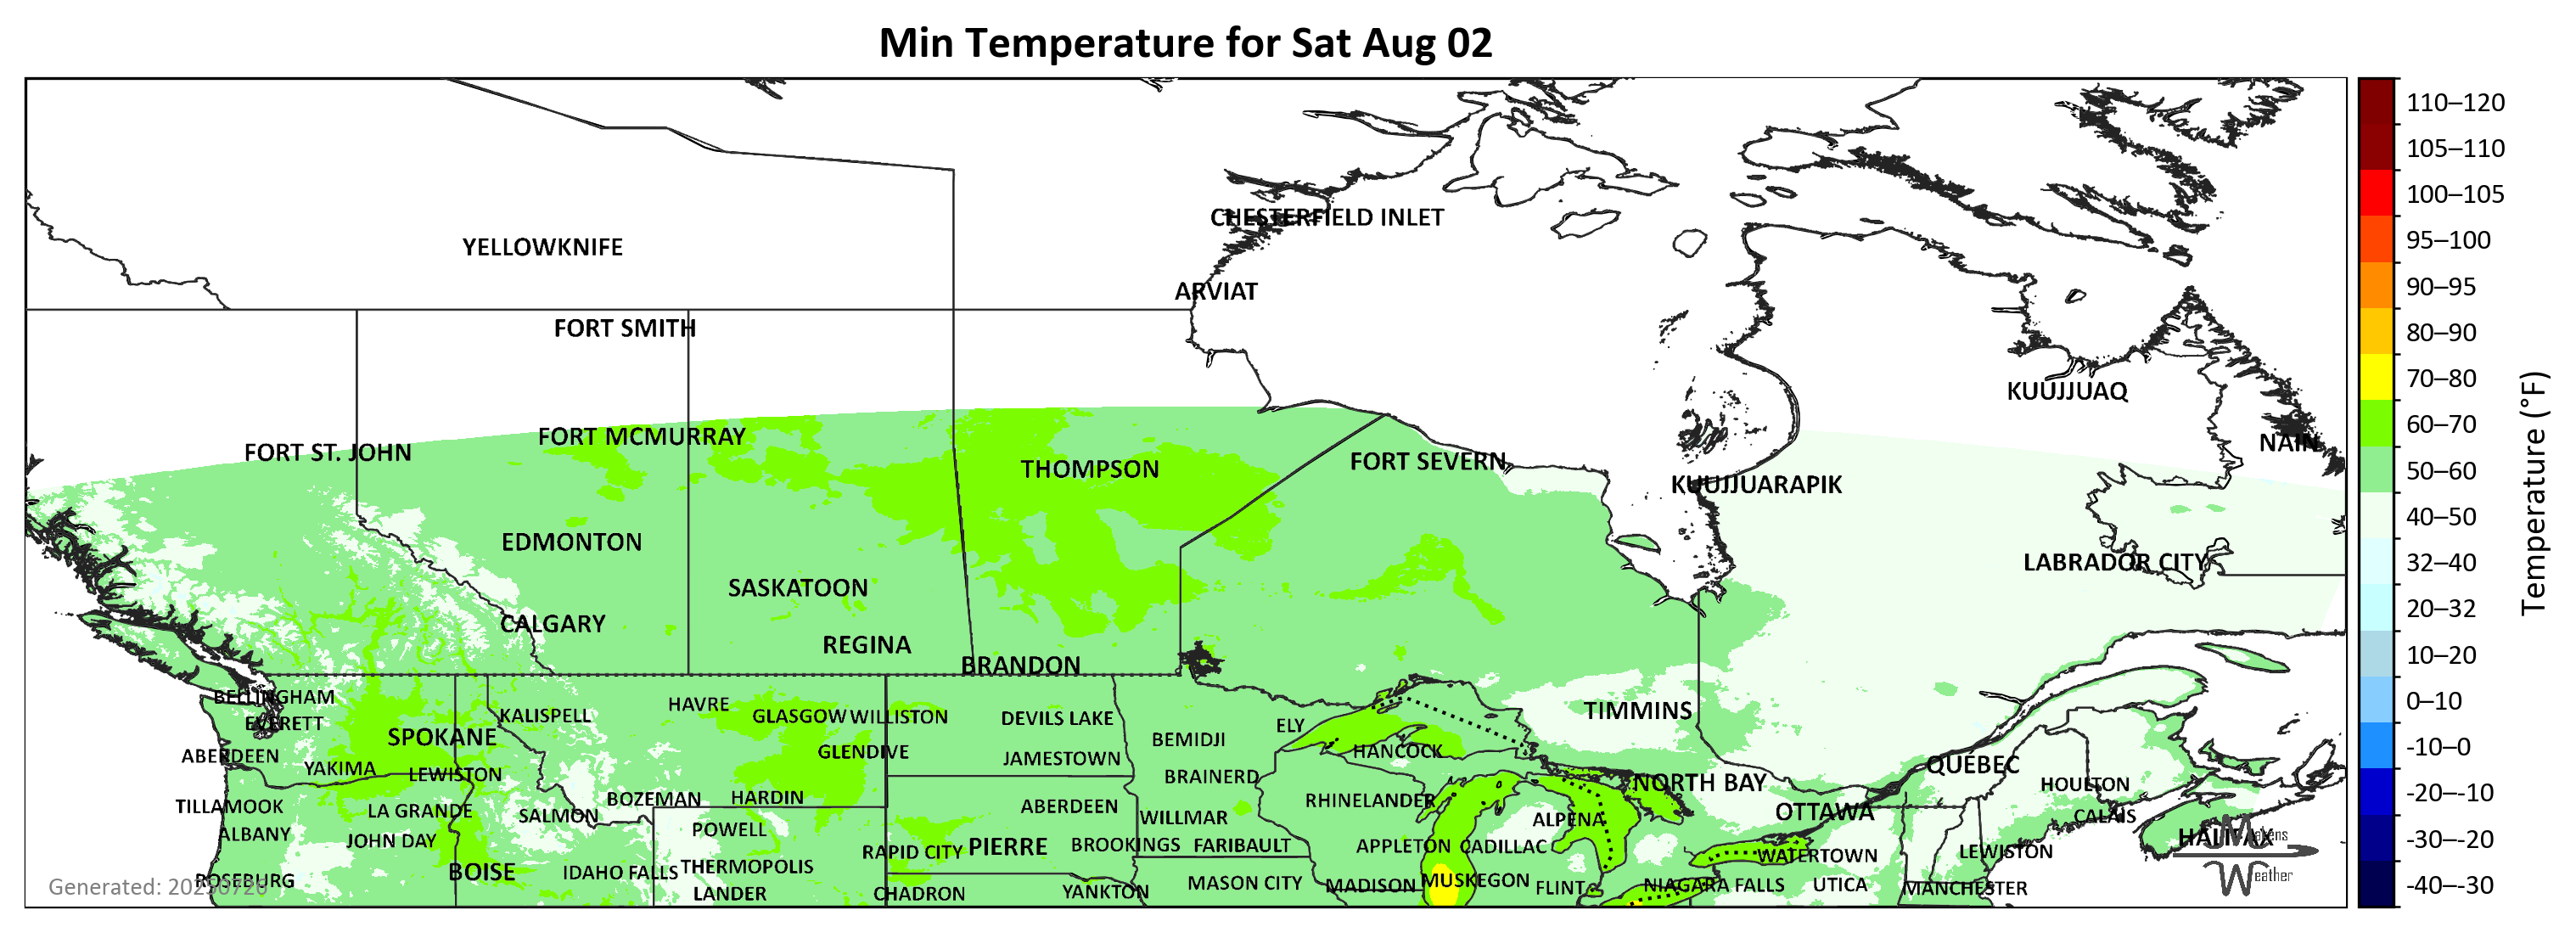 Min Temperature for Sat Aug 02
110–120
105–110
100–105
95–100
90–95
80–90
70–80
60–70
50–60
40–50
32–40
20–32
10–20
0–10
-10–0
-20–-10
-30–-20
-40–-30
Temperature (°F)
CHESTERFIELD INLET
YELLOWKNIFE
ARVIAT
FORT SMITH
KUUJJUAQ
FORT MCMURRAY
NAIN
FORT ST. JOHN
FORT SEVERN
THOMPSON
KUUJJUARAPIK
EDMONTON
LABRADOR CITY
SASKATOON
CALGARY
REGINA
BRANDON
BELLINGHAM
HAVRE
TIMMINS
KALISPELL
GLASGOW
WILLISTON
DEVILS LAKE
EVERETT
ELY
SPOKANE
BEMIDJI
HANCOCK
GLENDIVE
ABERDEEN
JAMESTOWN
QUÉBEC
YAKIMA
LEWISTON
BRAINERD
NORTH BAY
HOULTON
BOZEMAN
HARDIN
RHINELANDER
TILLAMOOK
ABERDEEN
LA GRANDE
OTTAWA
SALMON
WILLMAR
CALAIS
ALPENA
POWELL
ALBANY
HALIFAX
JOHN DAY
BROOKINGS
FARIBAULT
APPLETON
CADILLAC
PIERRE
RAPID CITY
LEWISTON
WATERTOWN
THERMOPOLIS
BOISE
IDAHO FALLS
ROSEBURG
MUSKEGON
MASON CITY
MADISON
NIAGARA FALLS
UTICA
FLINT
MANCHESTER
YANKTON
LANDER
CHADRON
Makens
Weather